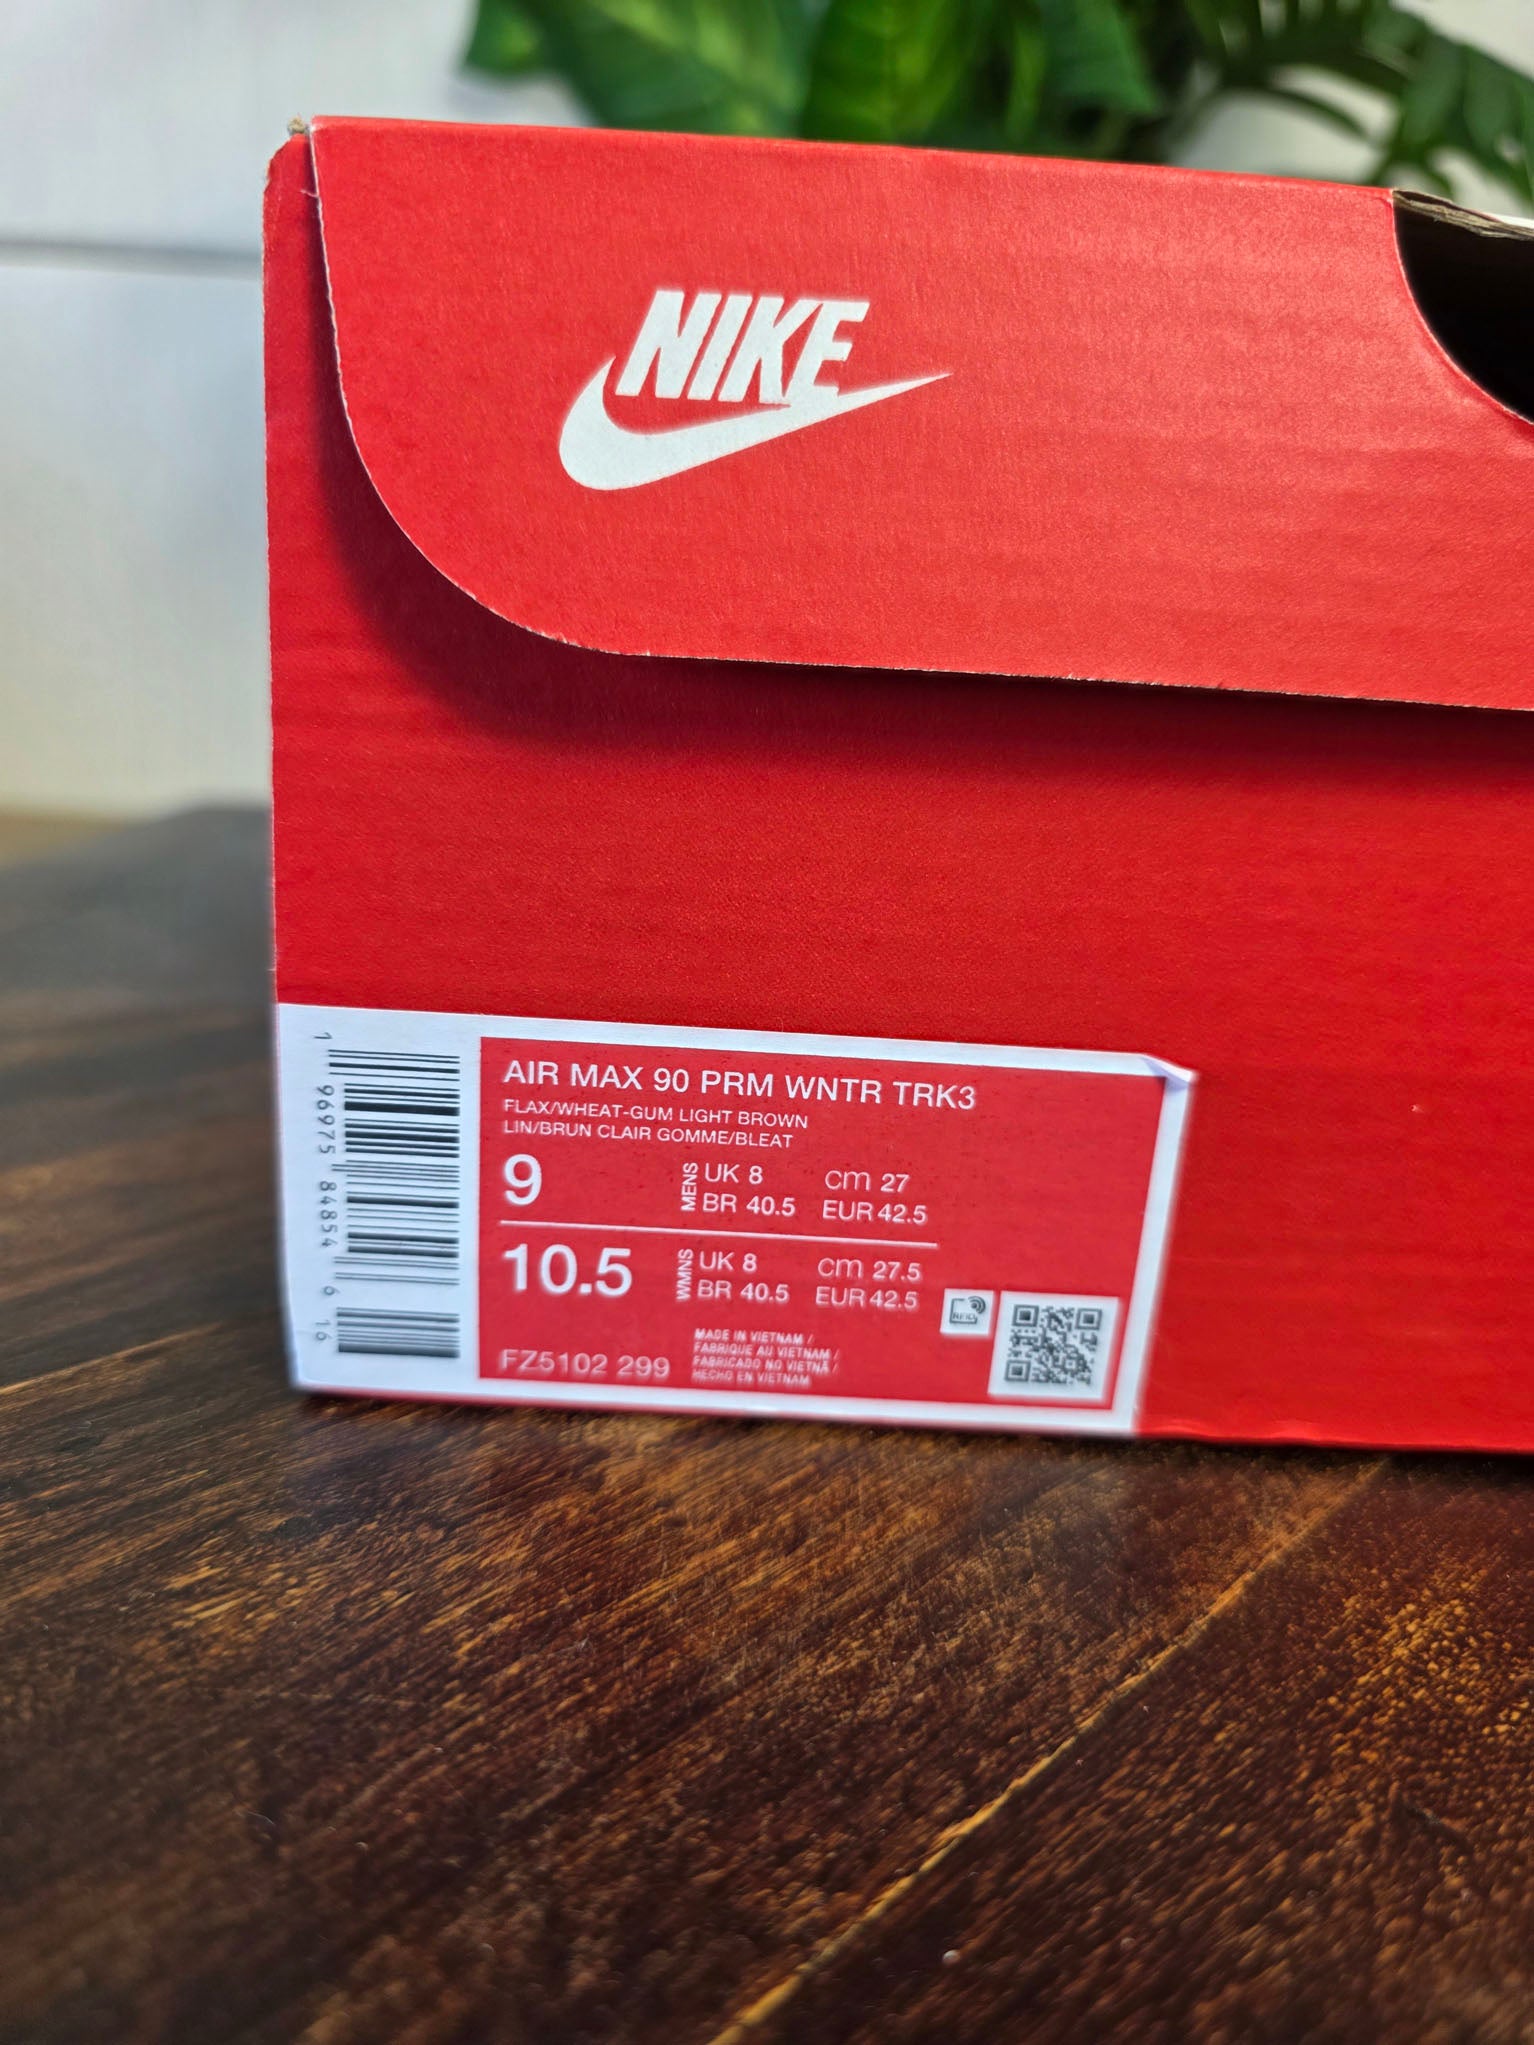 NIKE
AIR MAX 90 PRM WNTR TRK3
FLAX/WHEAT-GUM LIGHT BROWN
LIN/BRUN CLAIR GOMME/BLEAT
9 MENS UK 8 cm 27
BR 40.5 EUR 42.5
10.5 WMNS UK 8 cm 27.5
BR 40.5 EUR 42.5
FZ5102 299
MADE IN VIETNAM /
FABRIQUE AU VIETNAM /
FABRICADO NO VIETNÃ /
HECHO EN VIETNAM
RFID
1 96975 84854 6 16